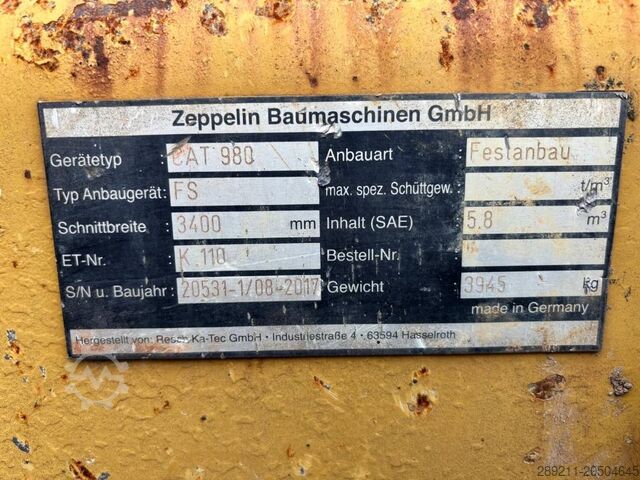 Zeppelin Baumaschinen GmbH
Gerätetyp : CAT 980 Anbauart : Festanbau
Typ Anbaugerät: FS max. spez. Schüttgew. : t/m³
Schnittbreite : 3400 mm Inhalt (SAE) : 5.8 m³
ET-Nr. : K.110 Bestell-Nr. :
S/N u. Baujahr : 20531-1/08-2017 Gewicht : 3945 kg
made in Germany
Hergestellt von: Resch Ka-Tec GmbH • Industriestraße 4 • 63594 Hasselroth
289211-20504645